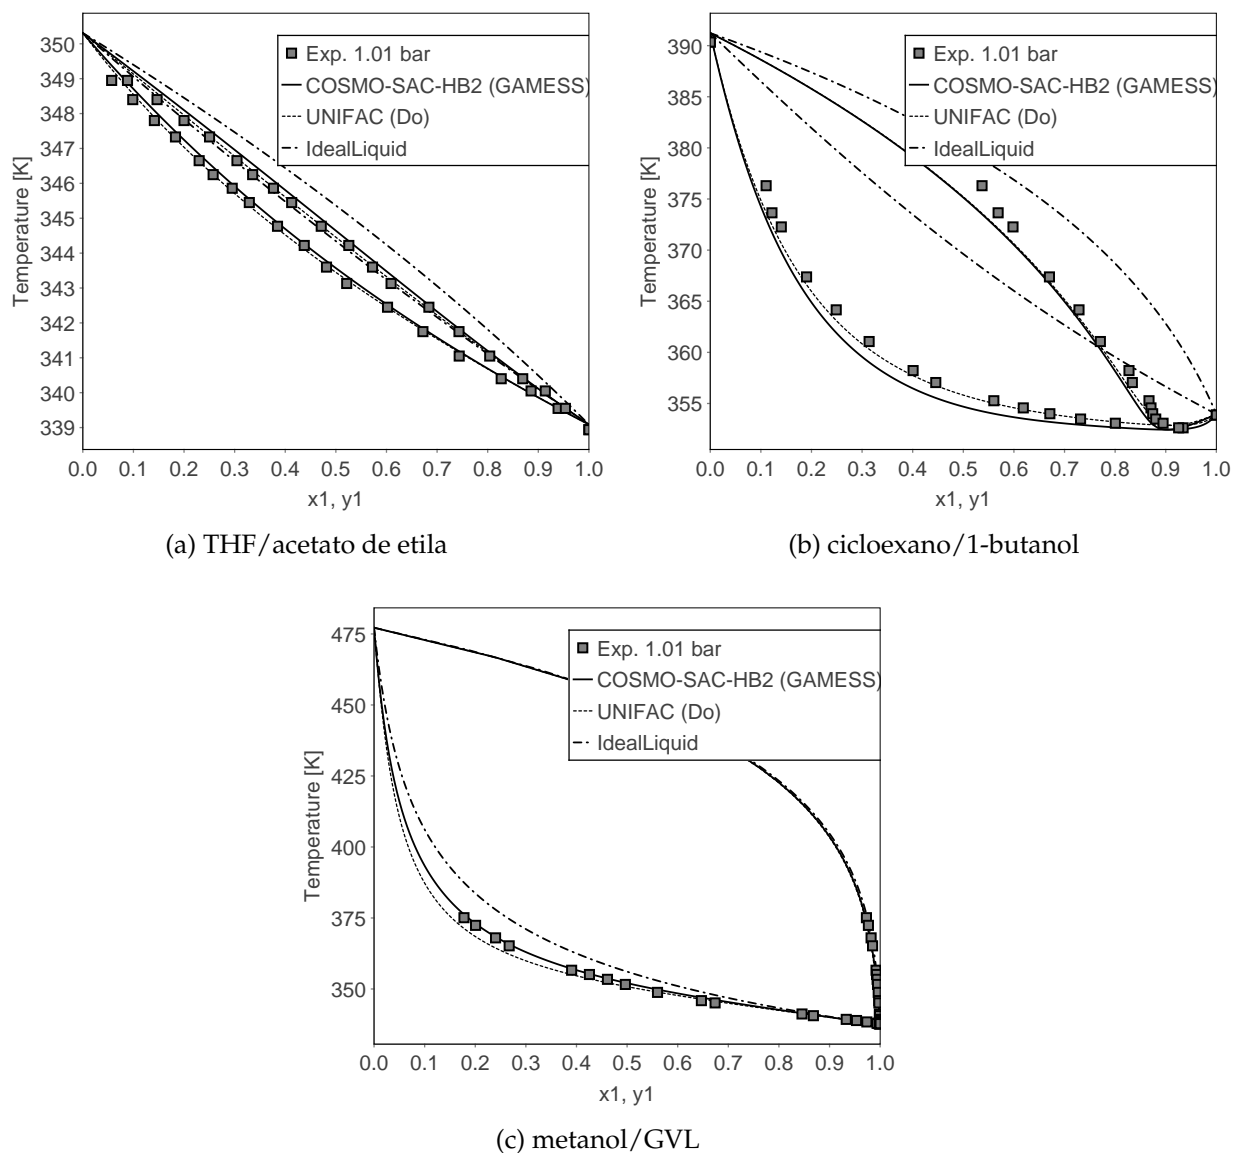 350
349
348
347
346
345
344
343
342
341
340
339
Temperature [K]
0.0 0.1 0.2 0.3 0.4 0.5 0.6 0.7 0.8 0.9 1.0
x1, y1
Exp. 1.01 bar
COSMO-SAC-HB2 (GAMESS)
UNIFAC (Do)
IdealLiquid
(a) THF/acetato de etila
390
385
380
375
370
365
360
355
Temperature [K]
0.0 0.1 0.2 0.3 0.4 0.5 0.6 0.7 0.8 0.9 1.0
x1, y1
Exp. 1.01 bar
COSMO-SAC-HB2 (GAMESS)
UNIFAC (Do)
IdealLiquid
(b) cicloexano/1-butanol
475
450
425
400
375
350
Temperature [K]
0.0 0.1 0.2 0.3 0.4 0.5 0.6 0.7 0.8 0.9 1.0
x1, y1
Exp. 1.01 bar
COSMO-SAC-HB2 (GAMESS)
UNIFAC (Do)
IdealLiquid
(c) metanol/GVL